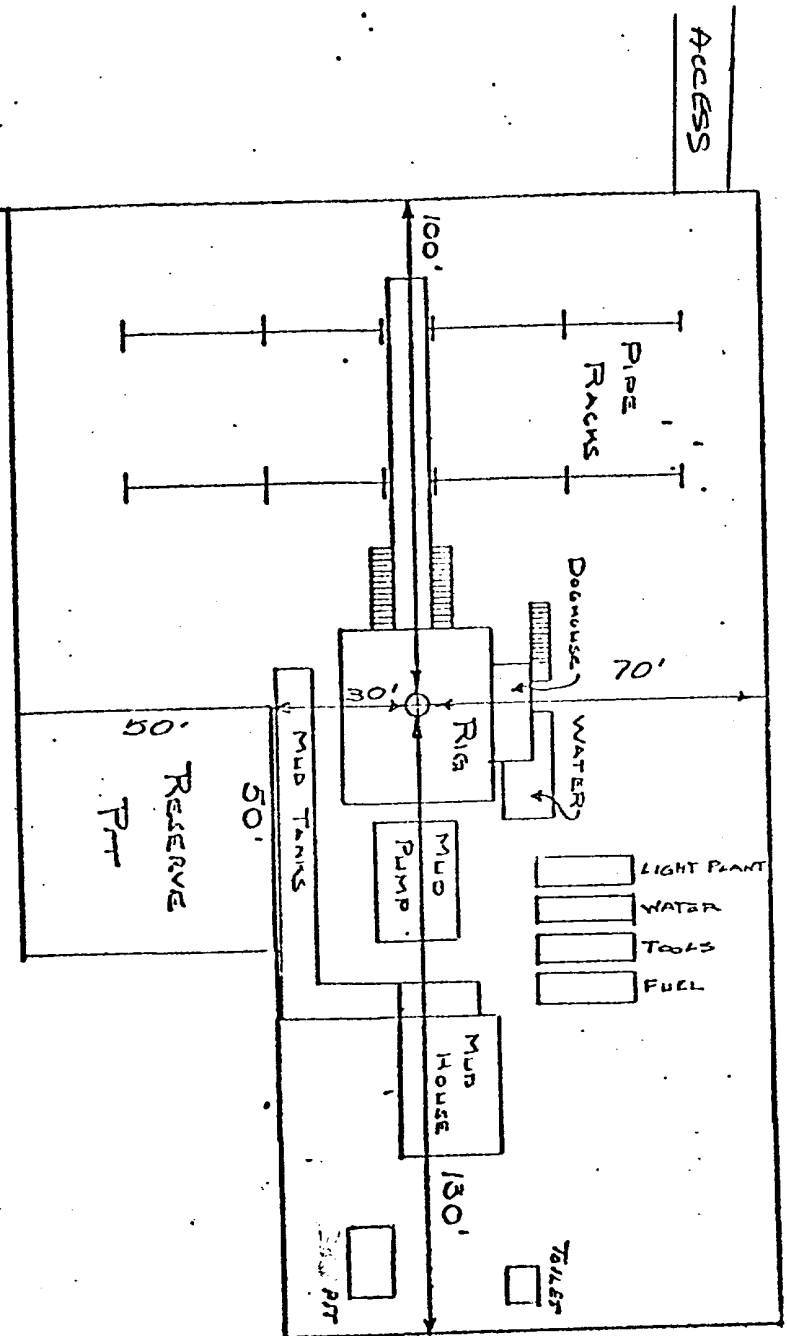 ACCESS
100'
PIPE
RACKS
DOGHOUSE
WATER
70'
30'
RIG
50'
RESERVE
PIT
50'
MUD TANKS
MUD
PUMP
LIGHT PLANT
WATER
TOOLS
FUEL
MUD
HOUSE
130'
PIT
TOILET